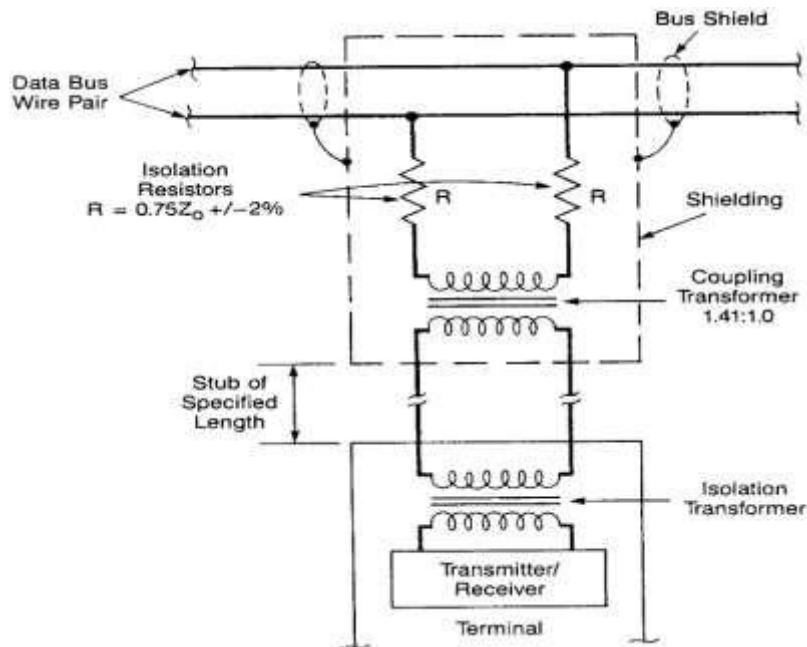 Bus Shield
Data Bus
Wire Pair
Isolation
Resistors
R = 0.75Zo +/−2%
R
R
Shielding
Coupling
Transformer
1.41:1.0
Stub of
Specified
Length
Isolation
Transformer
Transmitter/
Receiver
Terminal